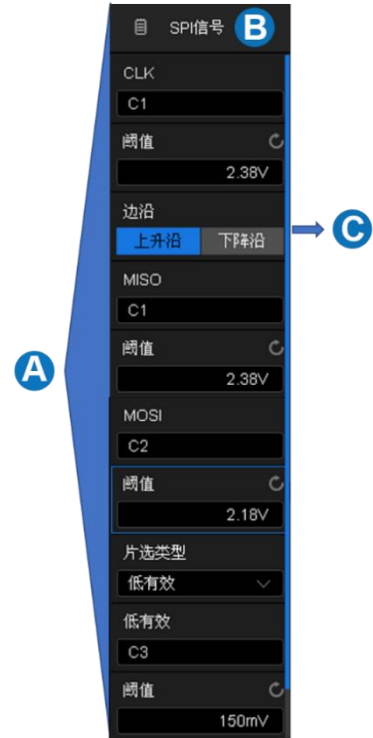 SPI信号 B
CLK
C1
阈值
2.38V
边沿
上升沿 下降沿
C
MISO
C1
阈值
2.38V
A
MOSI
C2
阈值
2.18V
片选类型
低有效
低有效
C3
阈值
150mV